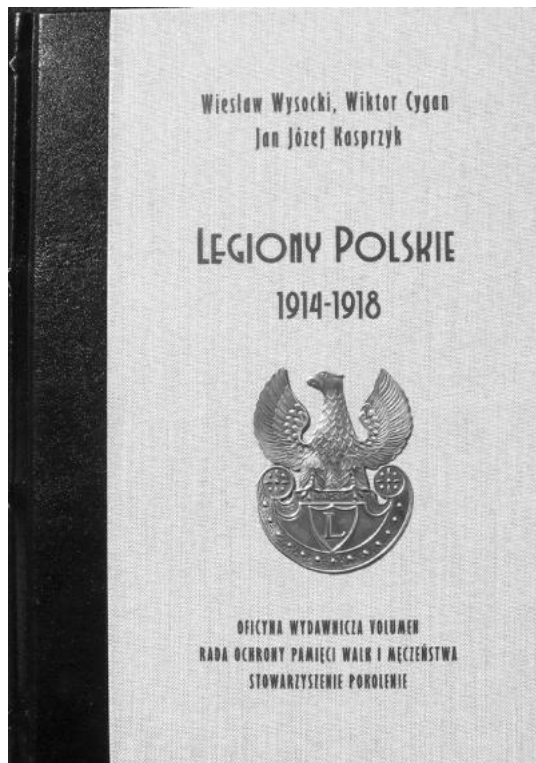 Wiesław Wysocki, Wiktor Cygan
Jan Józef Kasprzyk
LEGIONY POLSKIE
1914-1918
L
OFICYNA WYDAWNICZA VOLUMEN
RADA OCHRONY PAMIĘCI WALK I MĘCZEŃSTWA
STOWARZYSZENIE POKOLENIE